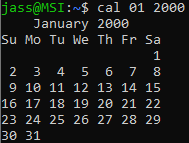 jass@MSI:~$ cal 01 2000
    January 2000
Su Mo Tu We Th Fr Sa
                   1
 2  3  4  5  6  7  8
 9 10 11 12 13 14 15
16 17 18 19 20 21 22
23 24 25 26 27 28 29
30 31